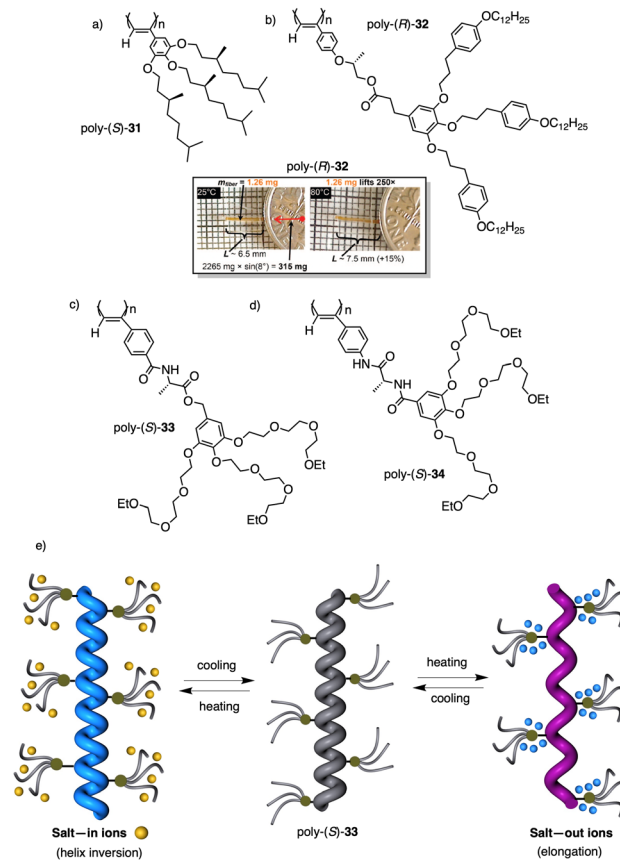 a)
b)
poly-(R)-32
( )n
H
O
O
O
poly-(S)-31
( )n
H
O
O
O
O
O
O
OC12H25
OC12H25
OC12H25
poly-(R)-32
25°C
mfiber = 1.26 mg
L ~ 6.5 mm
2265 mg × sin(8°) = 315 mg
80°C
1.26 mg lifts 250×
L ~ 7.5 mm (+15%)
c)
( )n
H
O
NH
O
O
poly-(S)-33
O
O
O
O
O
O
O
O
O
OEt
EtO
OEt
d)
( )n
H
HN
O
NH
O
poly-(S)-34
O
O
O
O
O
O
O
O
O
OEt
OEt
EtO
e)
cooling
heating
heating
cooling
Salt—in ions
(helix inversion)
poly-(S)-33
Salt—out ions
(elongation)